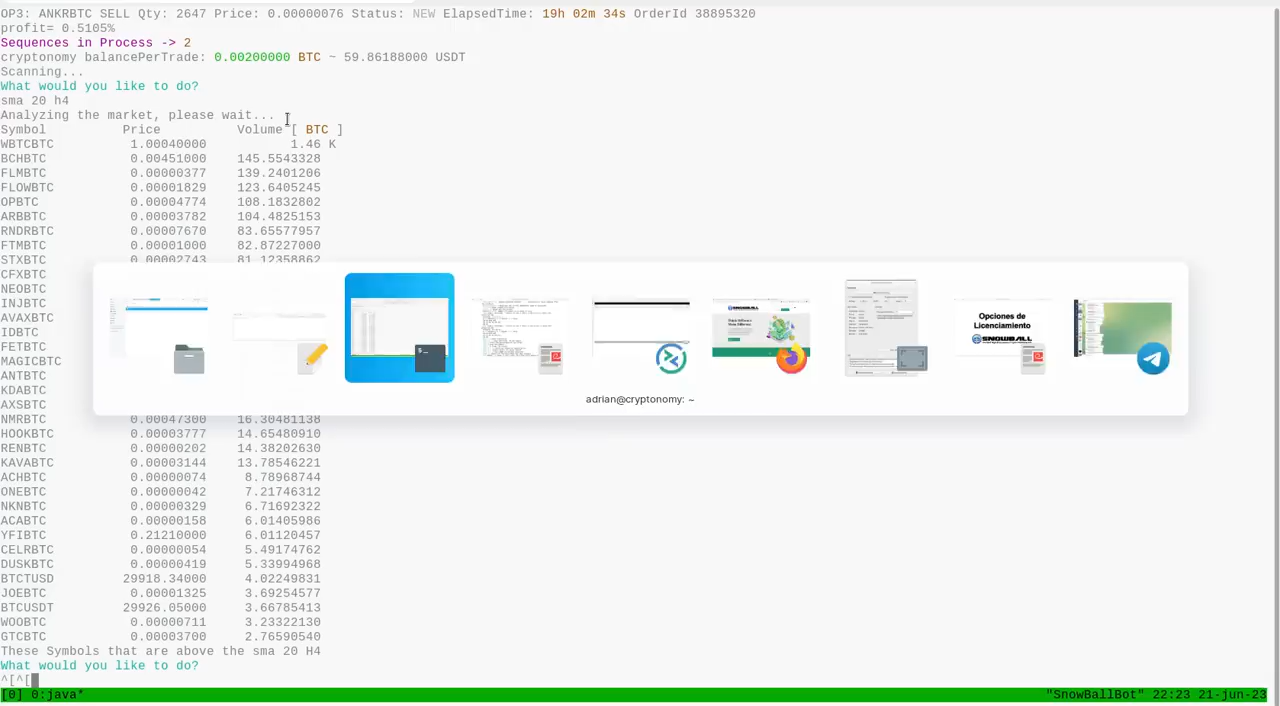 OP3: ANKRBTC SELL Qty: 2647 Price: 0.00000076 Status: NEW ElapsedTime: 19h 02m 34s OrderId 38895320
profit= 0.5105%
Sequences in Process -> 2
cryptonomy balancePerTrade: 0.00200000 BTC ~ 59.86188000 USDT
Scanning...
What would you like to do?
sma 20 h4
Analyzing the market, please wait...
Symbol Price Volume [ BTC ]
WBTCBTC 1.00040000 1.46 K
BCHBTC 0.00451000 145.5543328
FLMBTC 0.00000377 139.2401206
FLOWBTC 0.00001829 123.6405245
OPBTC 0.00004774 108.1832802
ARBBTC 0.00003782 104.4825153
RNDRBTC 0.00007670 83.65577957
FTMBTC 0.00001000 82.87227000
STXBTC 0.00002743 81.12358862
CFXBTC
NEOBTC
INJBTC
AVAXB
IDBTC
FETBTC
MAGICBTC
ANTBTC
KDABTC
AXSBTC
Opciones de
Licenciamiento
SNOWBALL
adrian@cryptonomy: ~
NMRBTC 0.00047300 16.30481138
HOOKBTC 0.00003777 14.65480910
RENBTC 0.00000202 14.38202630
KAVABTC 0.00003144 13.78546221
ACHBTC 0.00000074 8.78968744
ONEBTC 0.00000042 7.21746312
NKNBTC 0.00000329 6.71692322
ACABTC 0.00000158 6.01405986
YFIBTC 0.21210000 6.01120457
CELRBTC 0.00000054 5.49174762
DUSKBTC 0.00000419 5.33994968
BTCTUSD 29918.34000 4.02249831
JOEBTC 0.00001325 3.69254577
BTCUSDT 29926.05000 3.66785413
WOOBTC 0.00000711 3.23322130
GTCBTC 0.00003700 2.76590540
These Symbols that are above the sma 20 H4
What would you like to do?
^[^[
[0] 0:java* "SnowBallBot" 22:23 21-jun-23